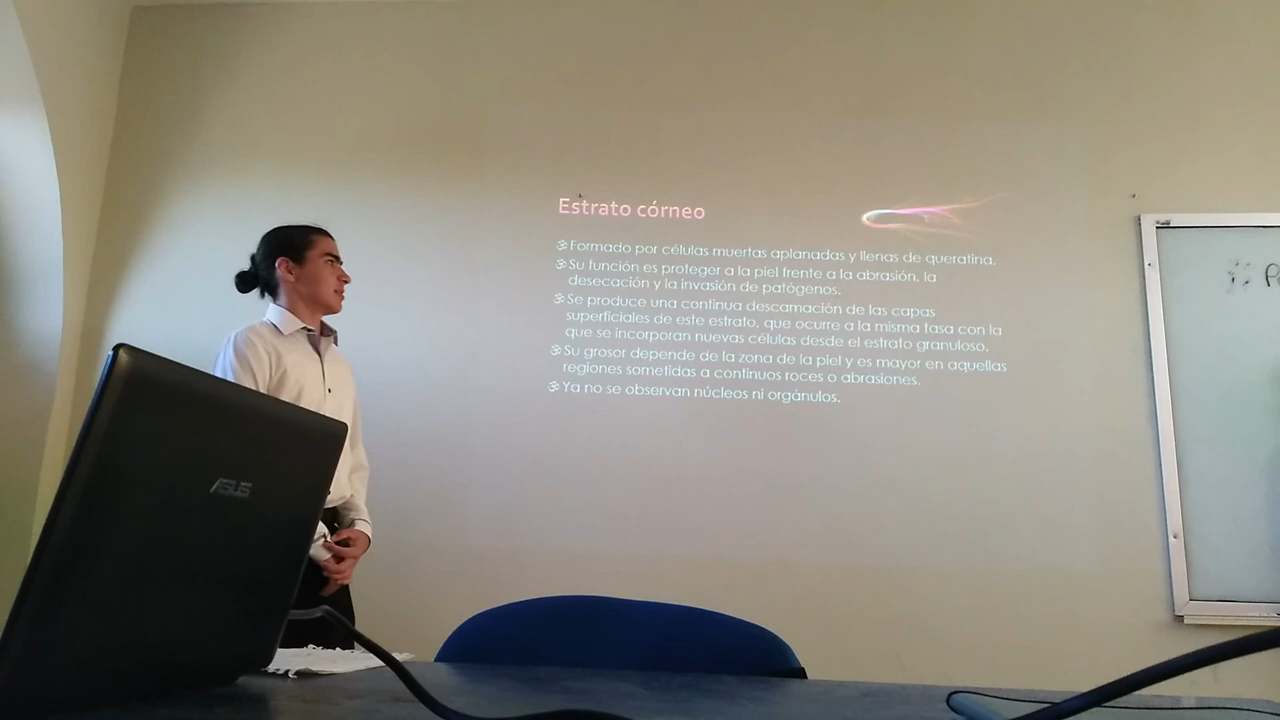 Estrato córneo
Formado por células muertas aplanadas y llenas de queratina.
Su función es proteger a la piel frente a la abrasión, la
desecación y la invasión de patógenos.
Se produce una continua descamación de las capas
superficiales de este estrato, que ocurre a la misma tasa con la
que se incorporan nuevas células desde el estrato granuloso.
Su grosor depende de la zona de la piel y es mayor en aquellas
regiones sometidas a continuos roces o abrasiones.
Ya no se observan núcleos ni orgánulos.
ASUS